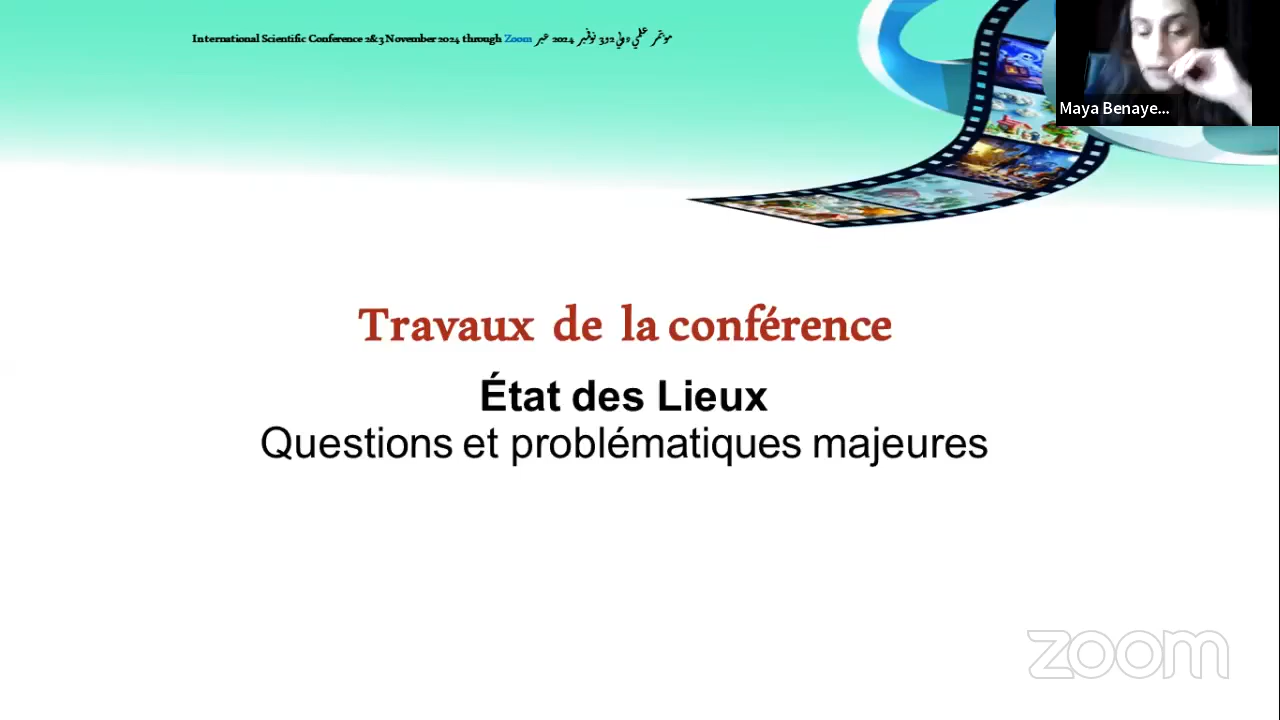 International Scientific Conference 2&3 November 2024 through Zoom مؤتمر علمي دولي 2و3 نوفمبر 2024 عبر
Maya Benaye...
Travaux de la conférence
État des Lieux
Questions et problématiques majeures
zoom